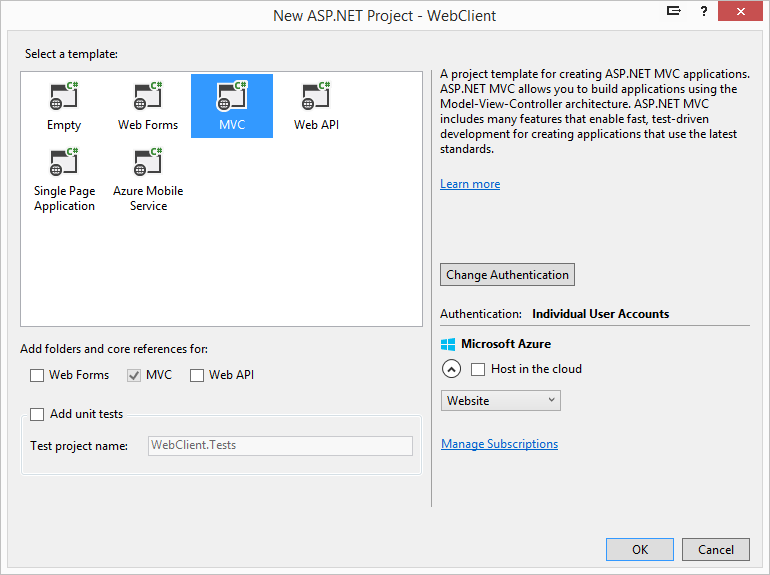 New ASP.NET Project - WebClient
?
Select a template:
C# C# C# C#
Empty Web Forms MVC Web API
C# C#
Single Page Azure Mobile
Application Service
A project template for creating ASP.NET MVC applications.
ASP.NET MVC allows you to build applications using the
Model-View-Controller architecture. ASP.NET MVC
includes many features that enable fast, test-driven
development for creating applications that use the latest
standards.
Learn more
Change Authentication
Authentication: Individual User Accounts
Microsoft Azure
Host in the cloud
Website
Manage Subscriptions
Add folders and core references for:
Web Forms MVC Web API
Add unit tests
Test project name: WebClient.Tests
OK Cancel